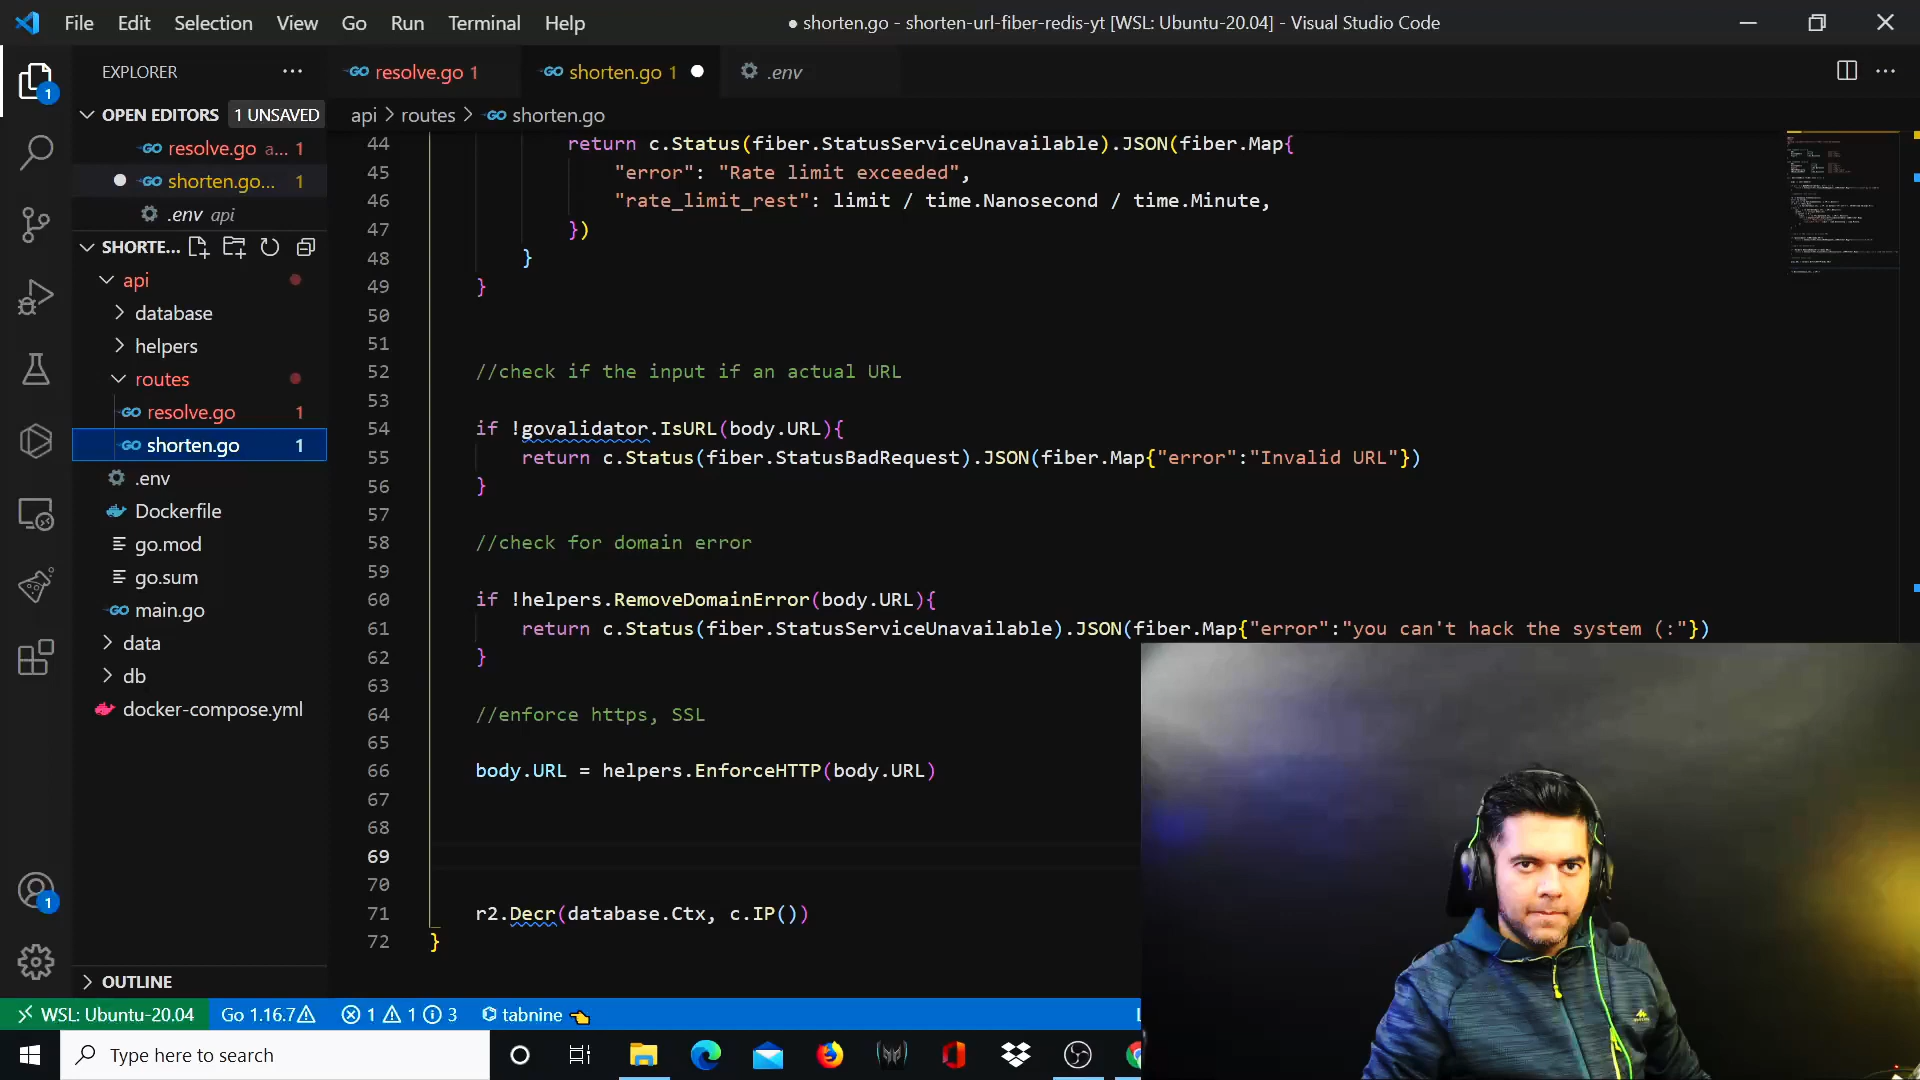 File Edit Selection View Go Run Terminal Help
● shorten.go - shorten-url-fiber-redis-yt [WSL: Ubuntu-20.04] - Visual Studio Code
EXPLORER
resolve.go 1
shorten.go 1
.env
OPEN EDITORS 1 UNSAVED
api > routes > shorten.go
resolve.go a... 1
shorten.go... 1
.env api
SHORTE...
api
database
helpers
routes
resolve.go 1
shorten.go 1
.env
Dockerfile
go.mod
go.sum
main.go
data
db
docker-compose.yml
OUTLINE
1
1
44 return c.Status(fiber.StatusServiceUnavailable).JSON(fiber.Map{
45 "error": "Rate limit exceeded",
46 "rate_limit_rest": limit / time.Nanosecond / time.Minute,
47 })
48 }
49 }
50
51
52 //check if the input if an actual URL
53
54 if !govalidator.IsURL(body.URL){
55 return c.Status(fiber.StatusBadRequest).JSON(fiber.Map{"error":"Invalid URL"})
56 }
57
58 //check for domain error
59
60 if !helpers.RemoveDomainError(body.URL){
61 return c.Status(fiber.StatusServiceUnavailable).JSON(fiber.Map{"error":"you can't hack the system (:"})
62 }
63
64 //enforce https, SSL
65
66 body.URL = helpers.EnforceHTTP(body.URL)
67
68
69
70
71 r2.Decr(database.Ctx, c.IP())
72 }
WSL: Ubuntu-20.04 Go 1.16.7 1 1 3 tabnine
Type here to search